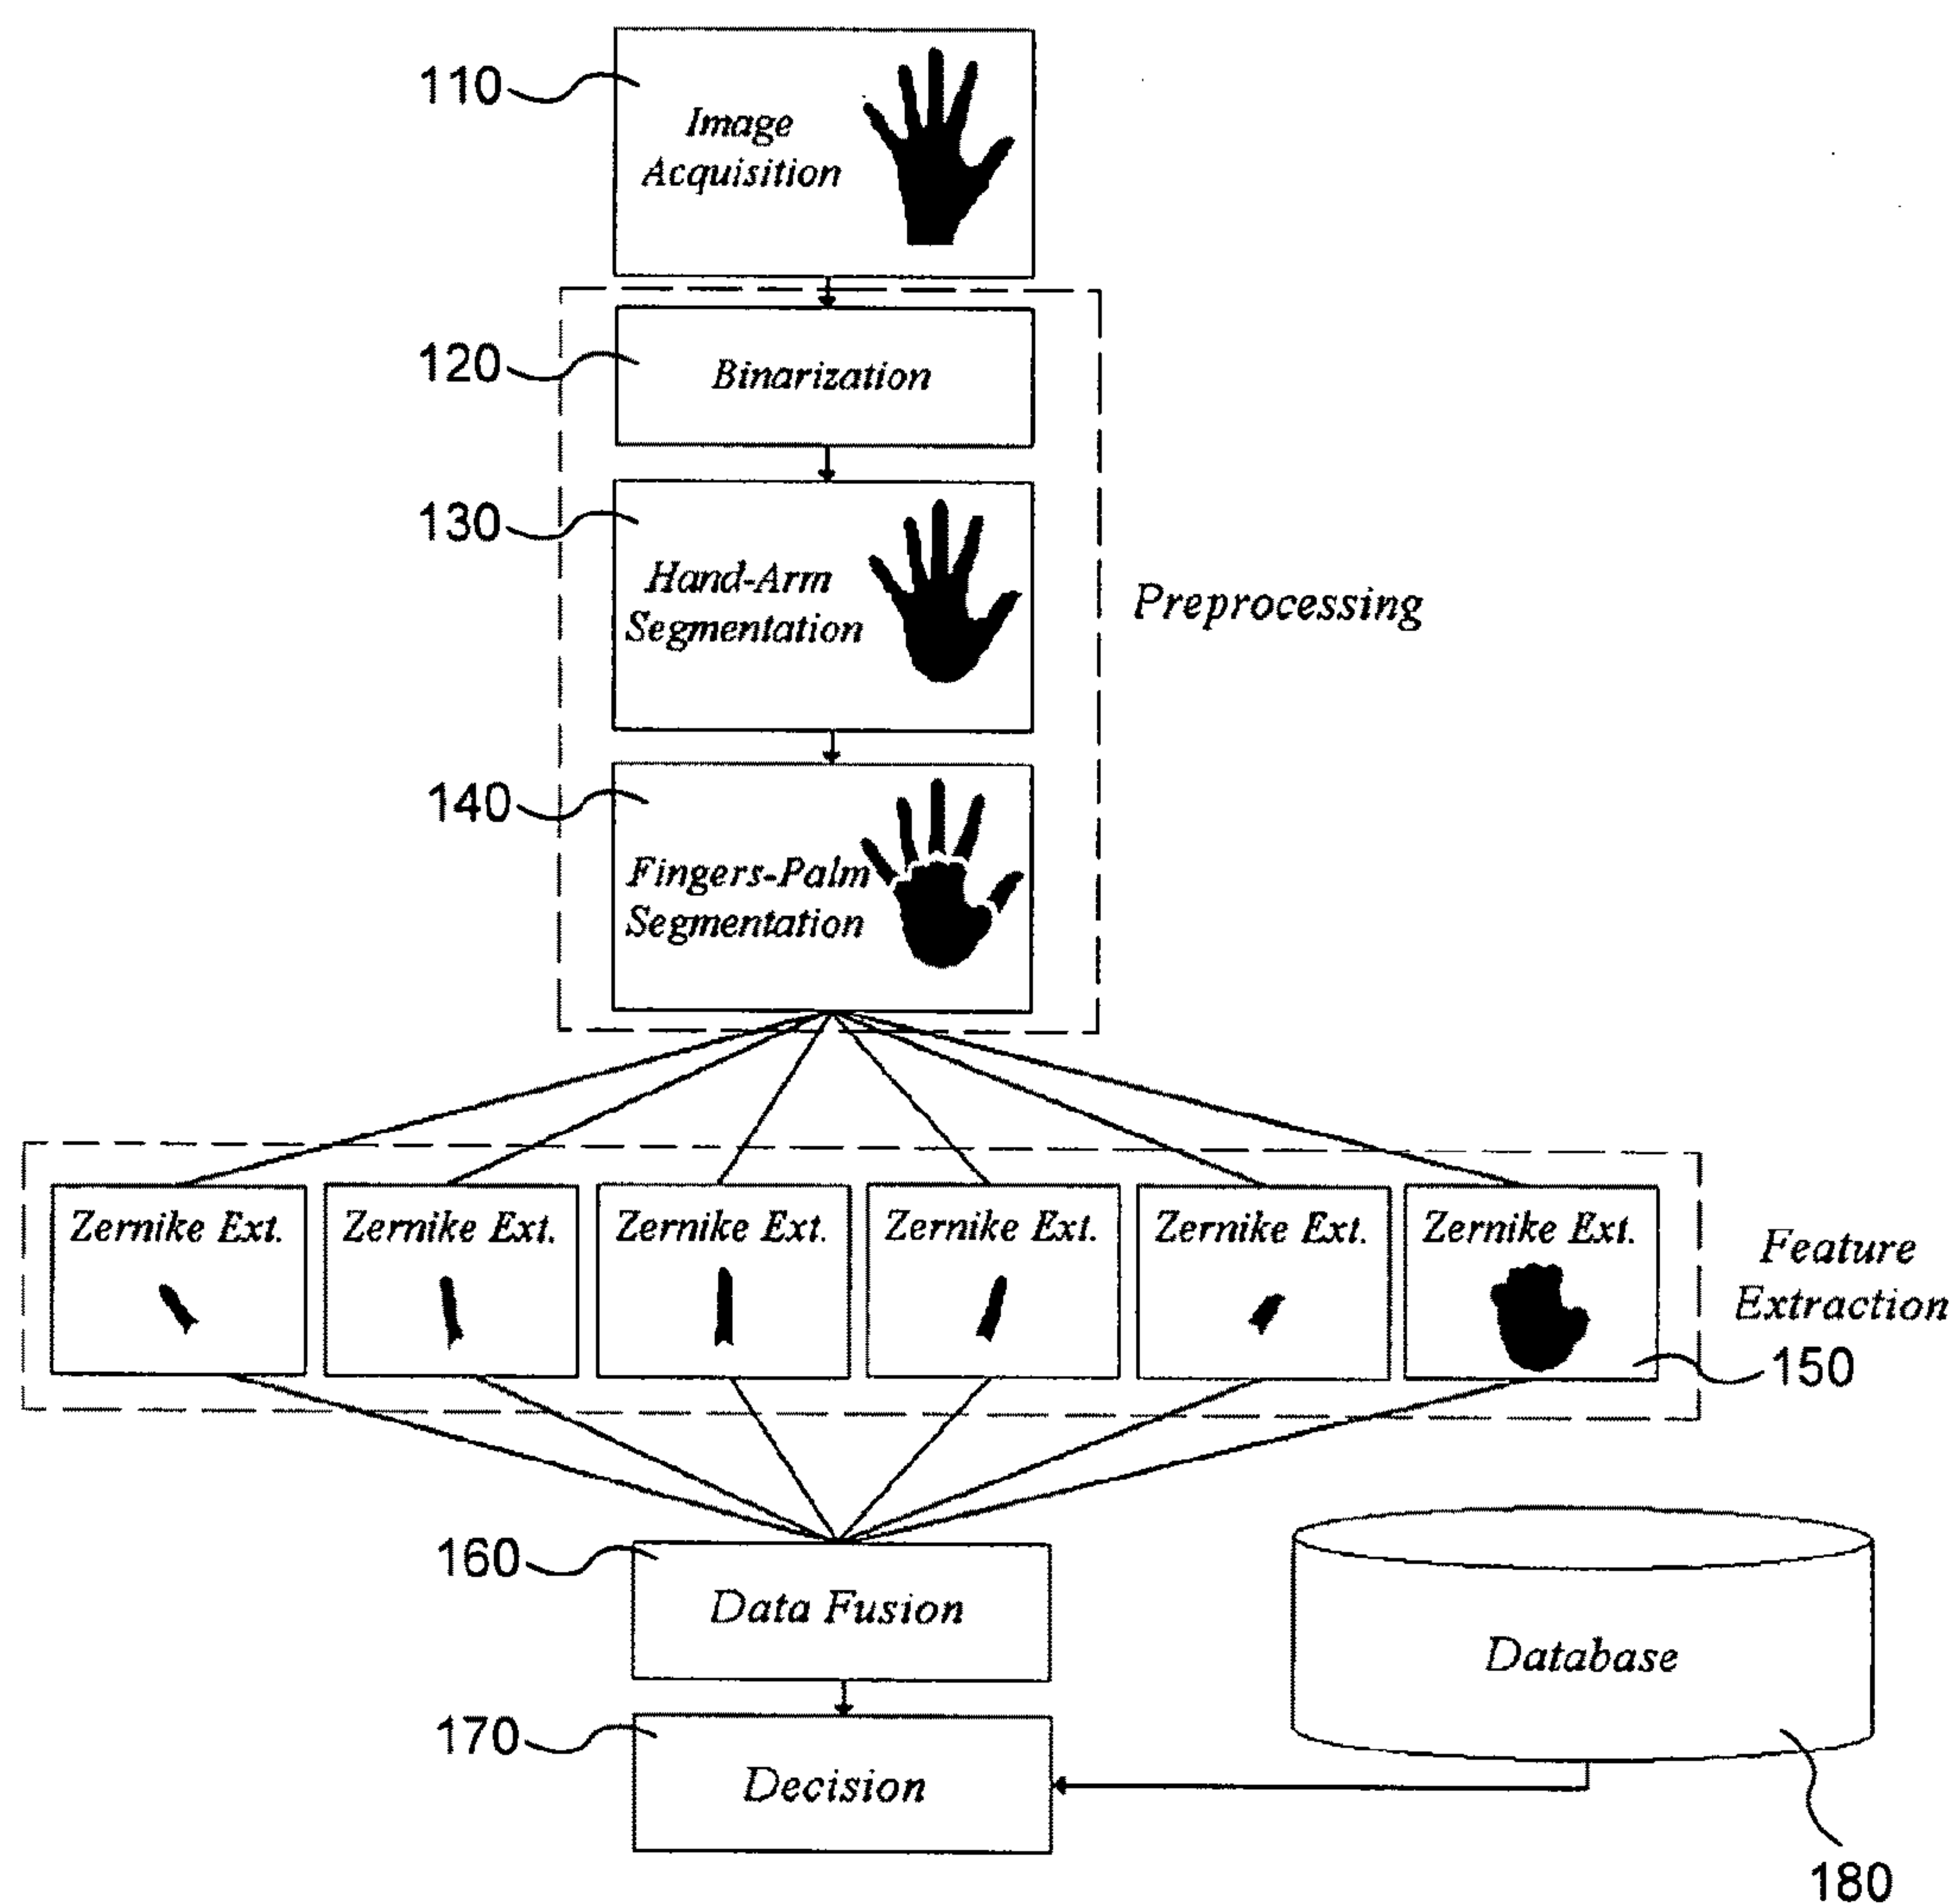 110
Image
Acquisition
120
Binarization
130
Hand-Arm
Segmentation
Preprocessing
140
Fingers-Palm
Segmentation
Zernike Ext.
Zernike Ext.
Zernike Ext.
Zernike Ext.
Zernike Ext.
Zernike Ext.
Feature
Extraction
150
160
Data Fusion
Database
170
Decision
180